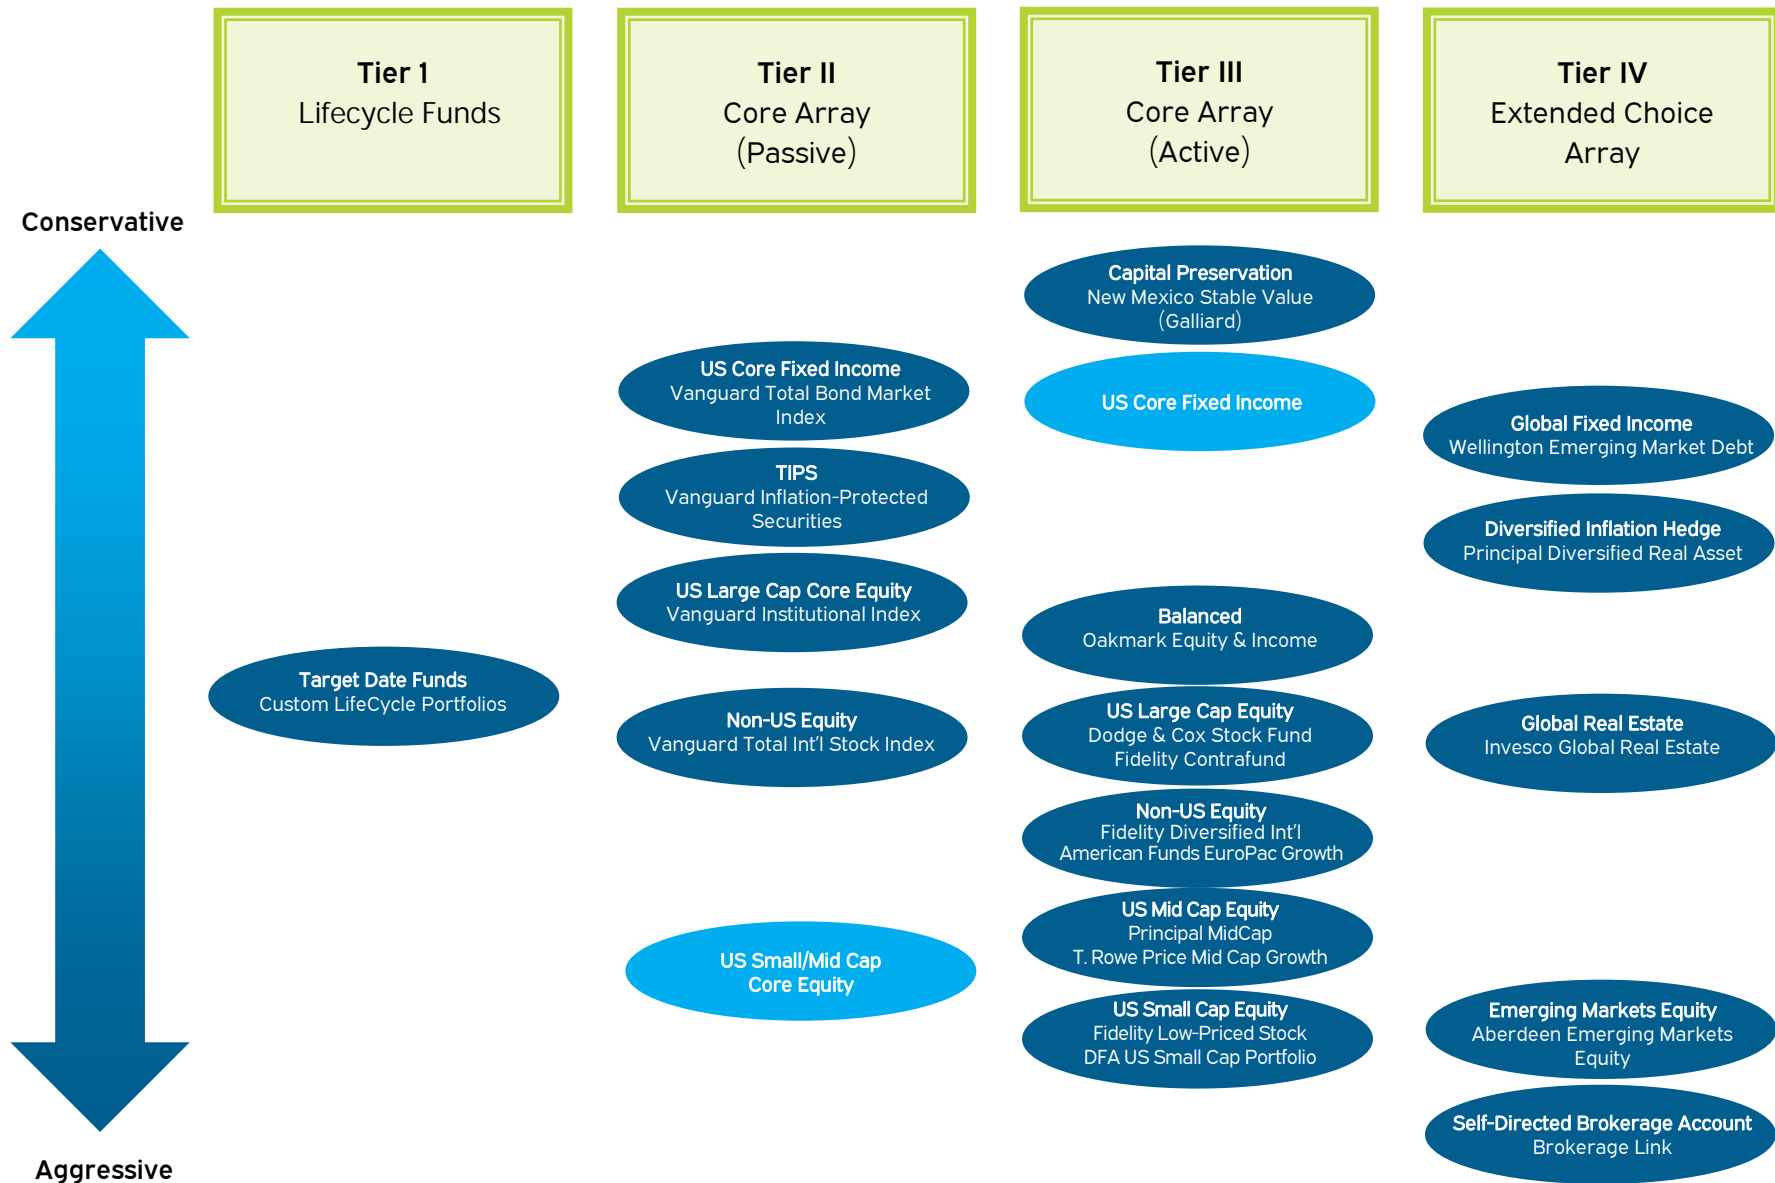 Tier 1
Lifecycle Funds
Tier II
Core Array
(Passive)
Tier III
Core Array
(Active)
Tier IV
Extended Choice
Array
Conservative
Aggressive
Target Date Funds
Custom LifeCycle Portfolios
US Core Fixed Income
Vanguard Total Bond Market
Index
TIPS
Vanguard Inflation-Protected
Securities
US Large Cap Core Equity
Vanguard Institutional Index
Non-US Equity
Vanguard Total Int'l Stock Index
US Small/Mid Cap
Core Equity
Capital Preservation
New Mexico Stable Value
(Galliard)
US Core Fixed Income
Balanced
Oakmark Equity & Income
US Large Cap Equity
Dodge & Cox Stock Fund
Fidelity Contrafund
Non-US Equity
Fidelity Diversified Int'l
American Funds EuroPac Growth
US Mid Cap Equity
Principal MidCap
T. Rowe Price Mid Cap Growth
US Small Cap Equity
Fidelity Low-Priced Stock
DFA US Small Cap Portfolio
Global Fixed Income
Wellington Emerging Market Debt
Diversified Inflation Hedge
Principal Diversified Real Asset
Global Real Estate
Invesco Global Real Estate
Emerging Markets Equity
Aberdeen Emerging Markets
Equity
Self-Directed Brokerage Account
Brokerage Link